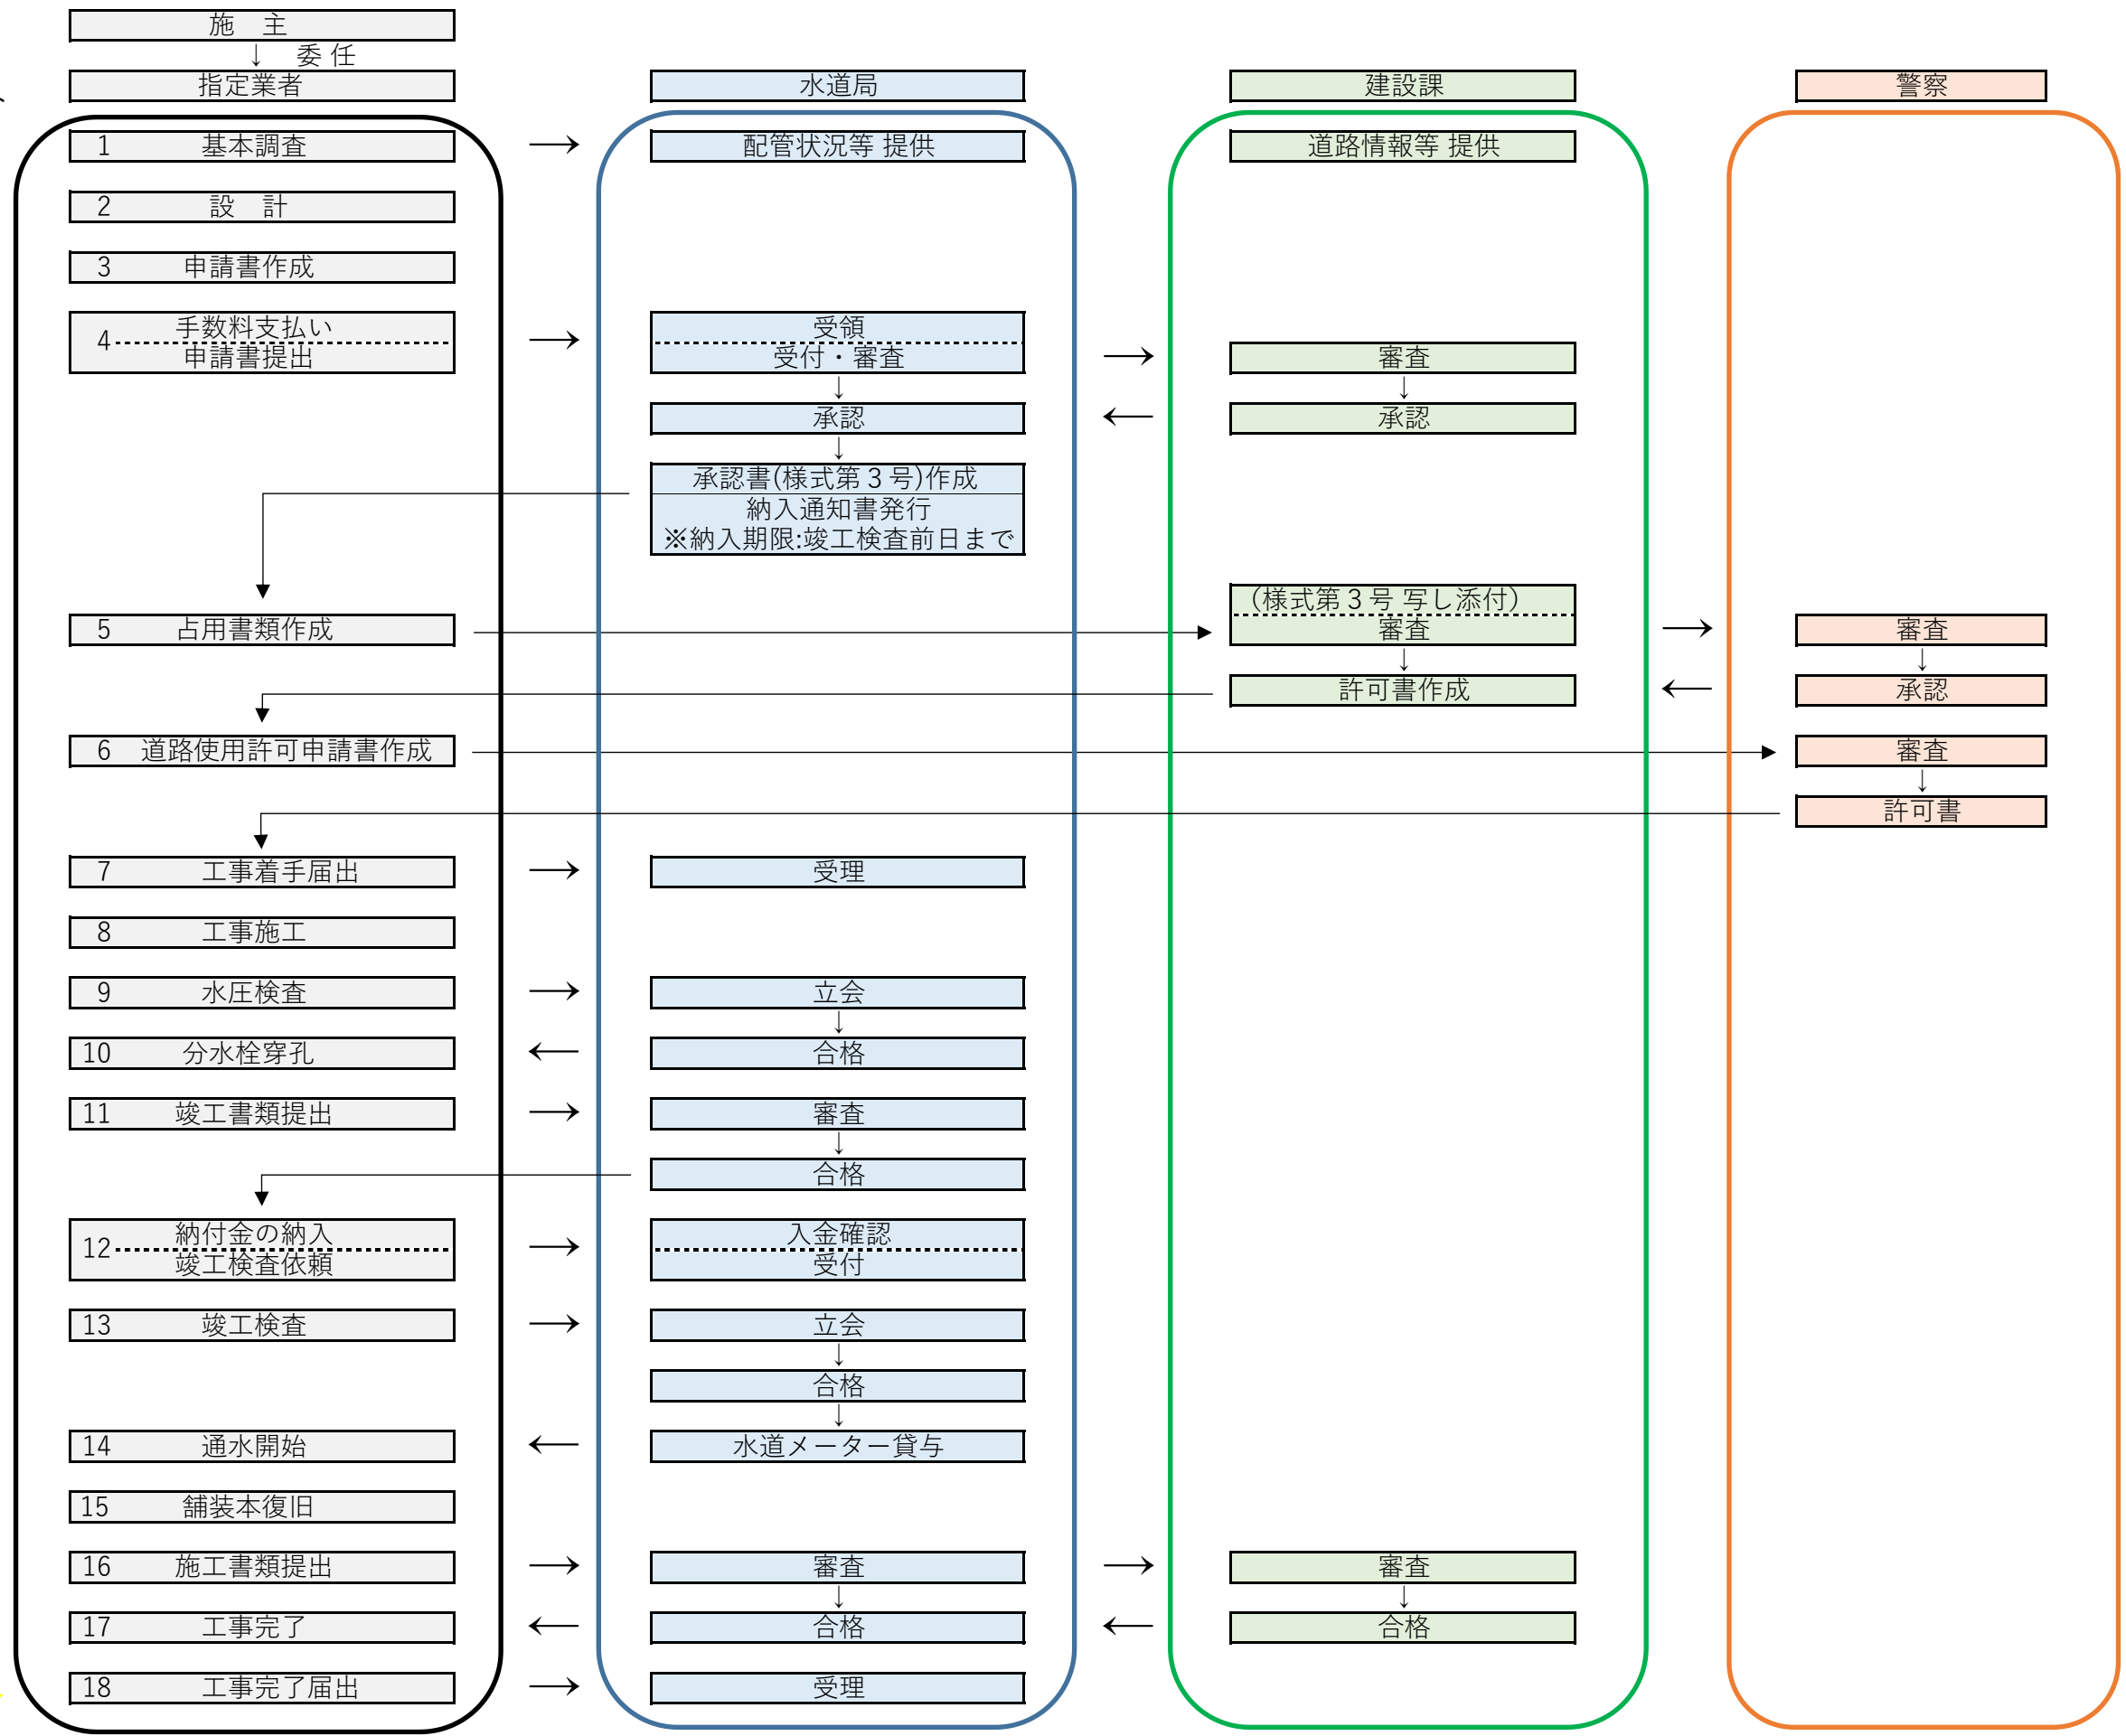 施 主
↓ 委 任
指定業者 水道局 建設課 警察
1 基本調査 → 配管状況等 提供 道路情報等 提供
2 設 計
3 申請書作成
手数料支払い 受領
4 申請書提出 → 受付・審査 → 審査
↓ ↓
承認 ← 承認
↓
承認書(様式第３号)作成
納入通知書発行
※納入期限:竣工検査前日まで
(様式第３号 写し添付)
5 占用書類作成 審査 → 審査
↓ ↓
許可書作成 ← 承認
6 道路使用許可申請書作成 審査
↓
許可書
7 工事着手届出 → 受理
8 工事施工
9 水圧検査 → 立会
↓
10 分水栓穿孔 ← 合格
11 竣工書類提出 → 審査
↓
合格
納付金の納入 入金確認
12 竣工検査依頼 → 受付
13 竣工検査 → 立会
↓
合格
↓
14 通水開始 ← 水道メーター貸与
15 舗装本復旧
16 施工書類提出 → 審査 → 審査
↓ ↓
17 工事完了 ← 合格 ← 合格
18 工事完了届出 → 受理